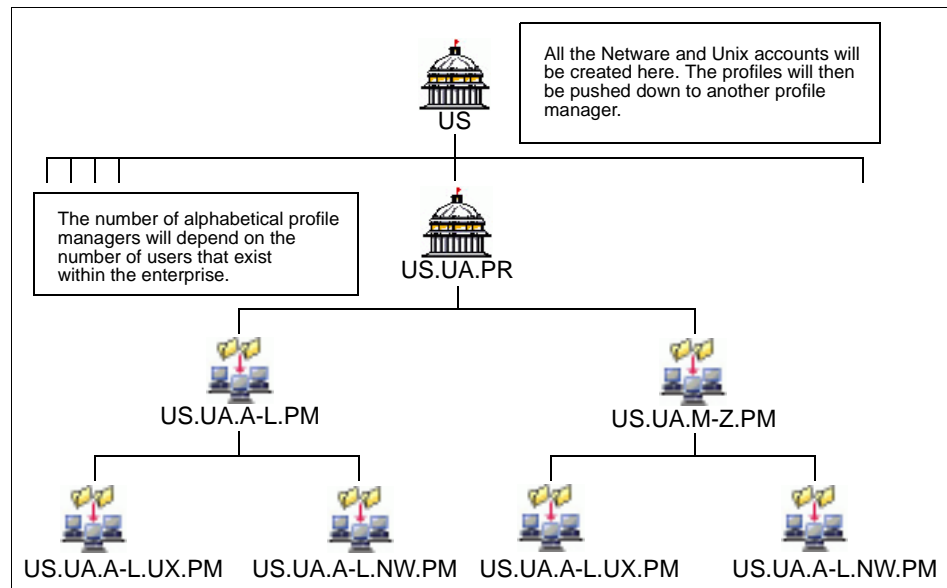 All the Netware and Unix accounts will
be created here. The profiles will then
be pushed down to another profile
manager.
US
The number of alphabetical profile
managers will depend on the
number of users that exist
within the enterprise.
US.UA.PR
US.UA.A-L.PM
US.UA.M-Z.PM
US.UA.A-L.UX.PM
US.UA.A-L.NW.PM
US.UA.A-L.UX.PM
US.UA.A-L.NW.PM